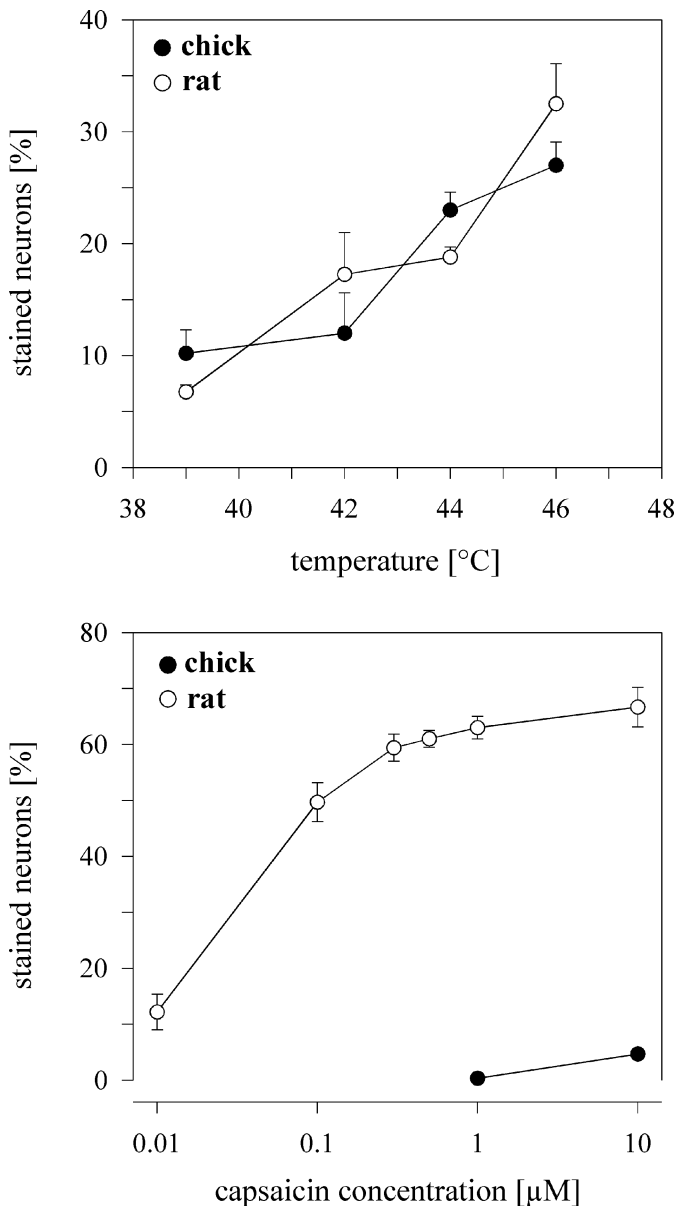 40
chick
rat
30
20
10
0
stained neurons [%]
38 40 42 44 46 48
temperature [°C]
80
chick
rat
60
40
20
0
stained neurons [%]
0.01 0.1 1 10
capsaicin concentration [µM]